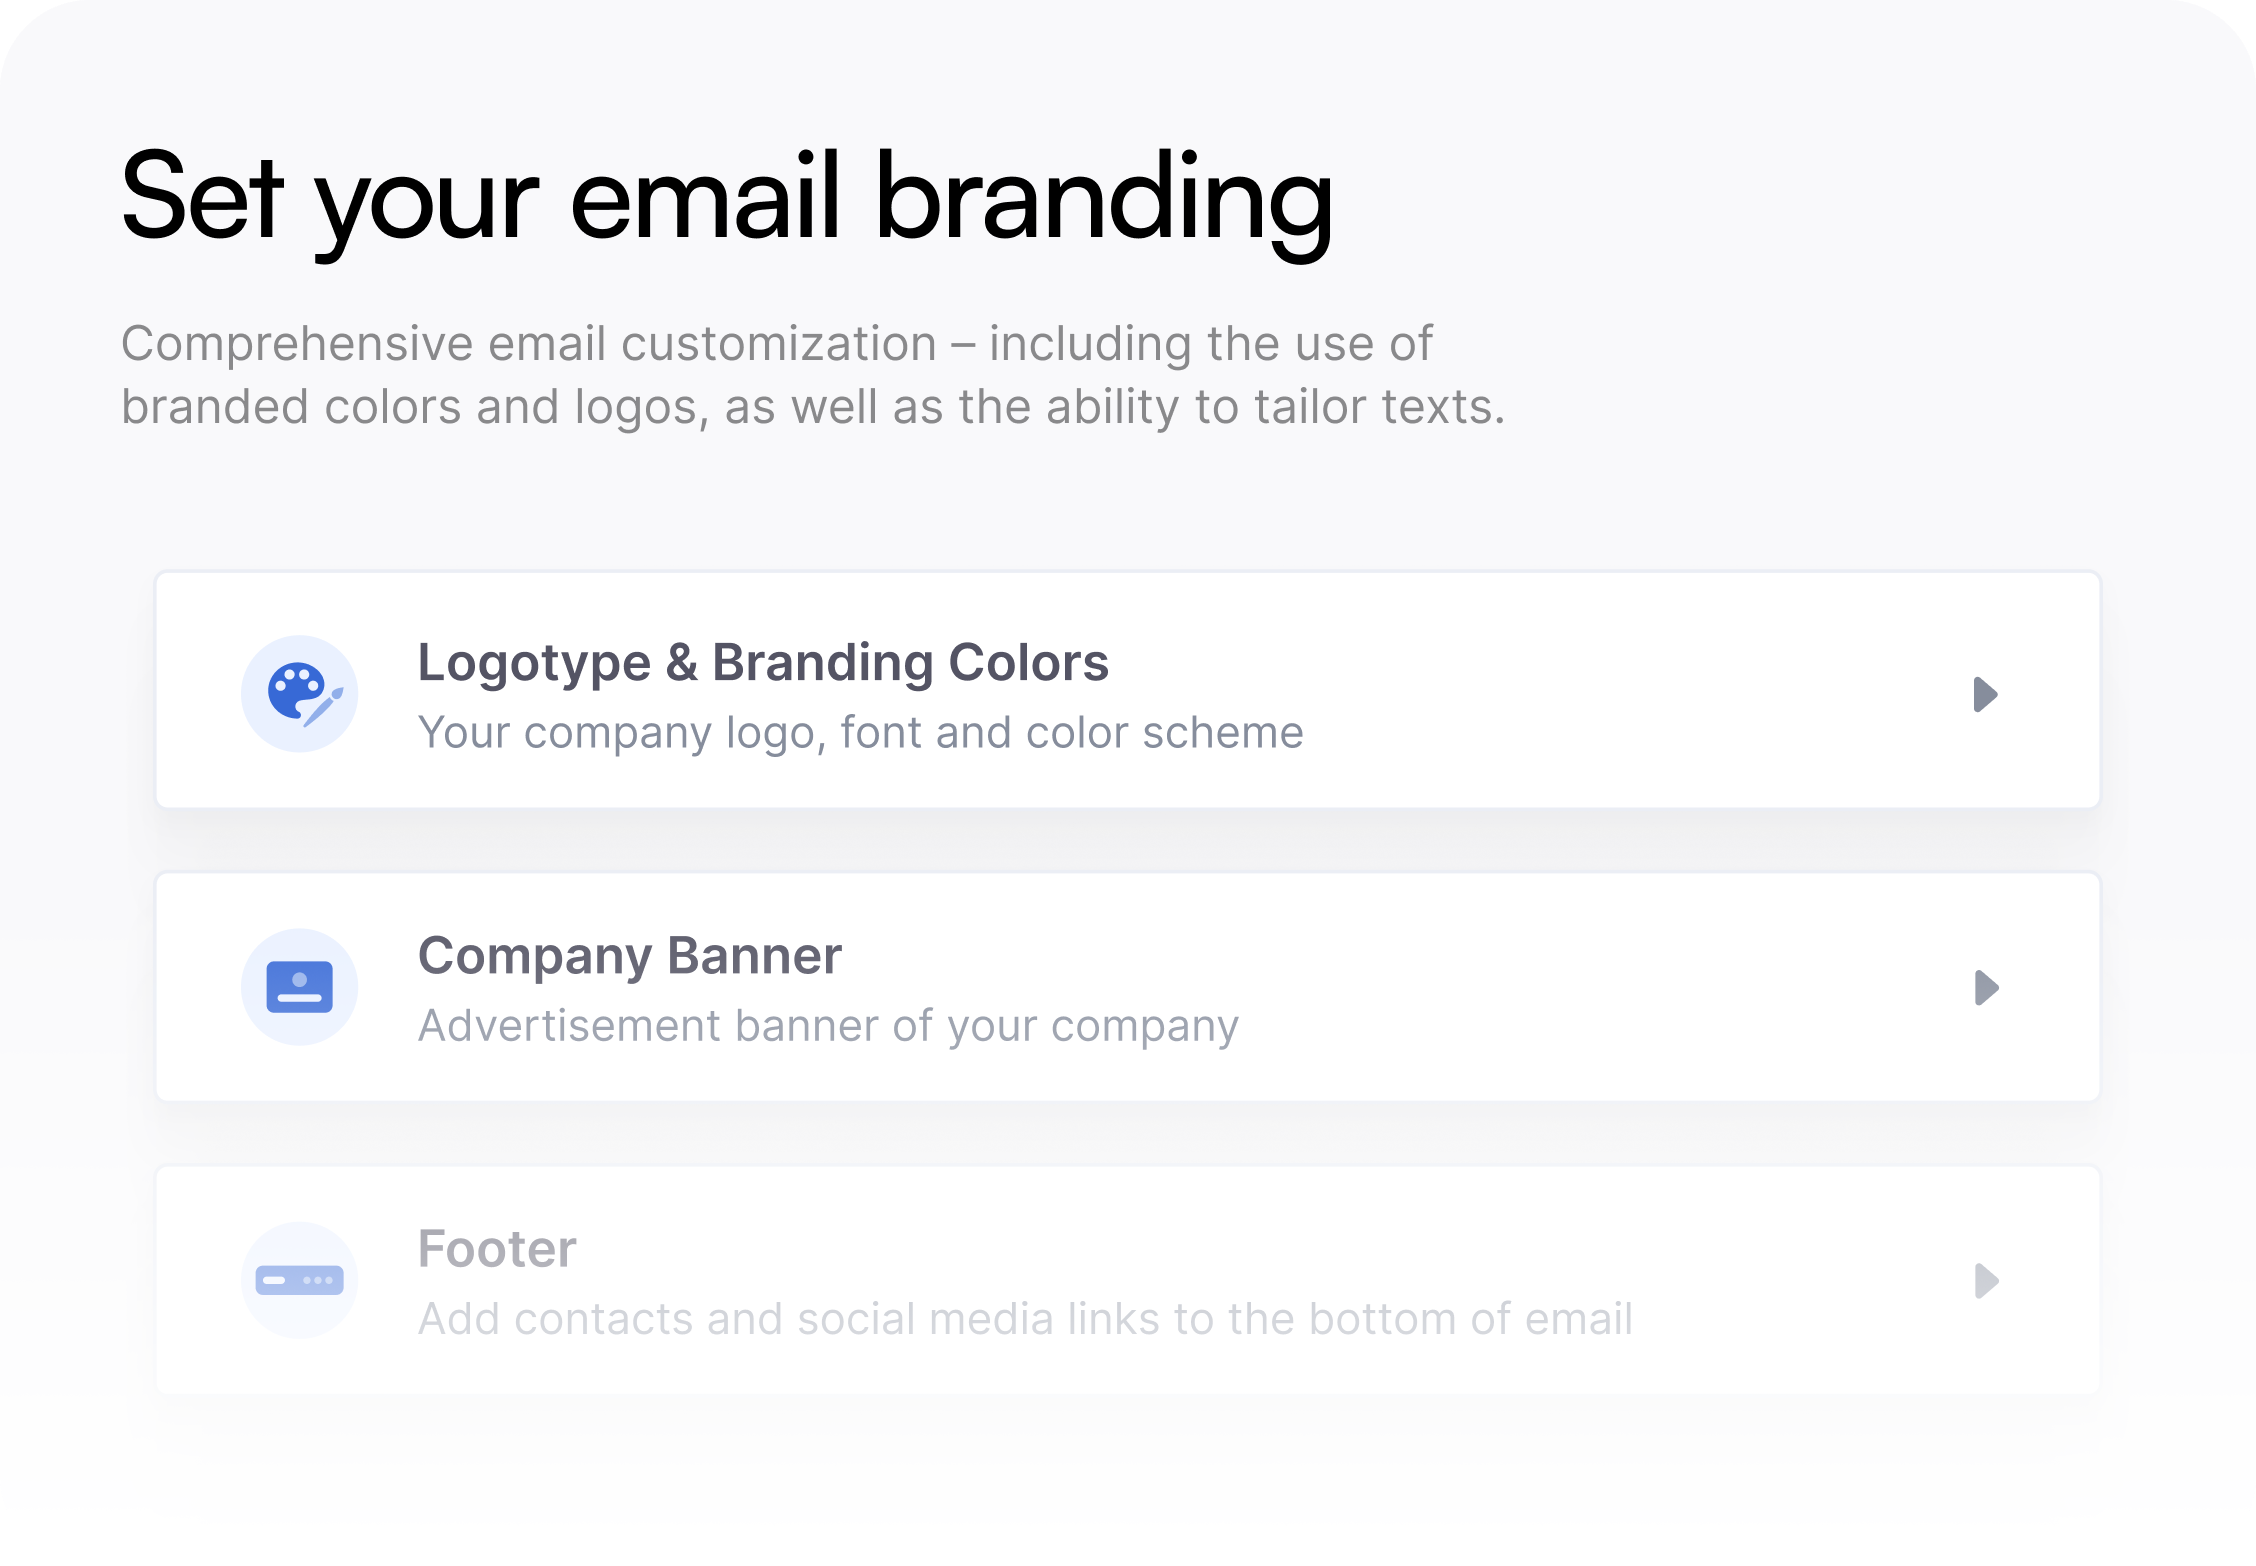 Set your email branding
Comprehensive email customization – including the use of
branded colors and logos, as well as the ability to tailor texts.
Logotype & Branding Colors
Your company logo, font and color scheme
Company Banner
Advertisement banner of your company
Footer
Add contacts and social media links to the bottom of email